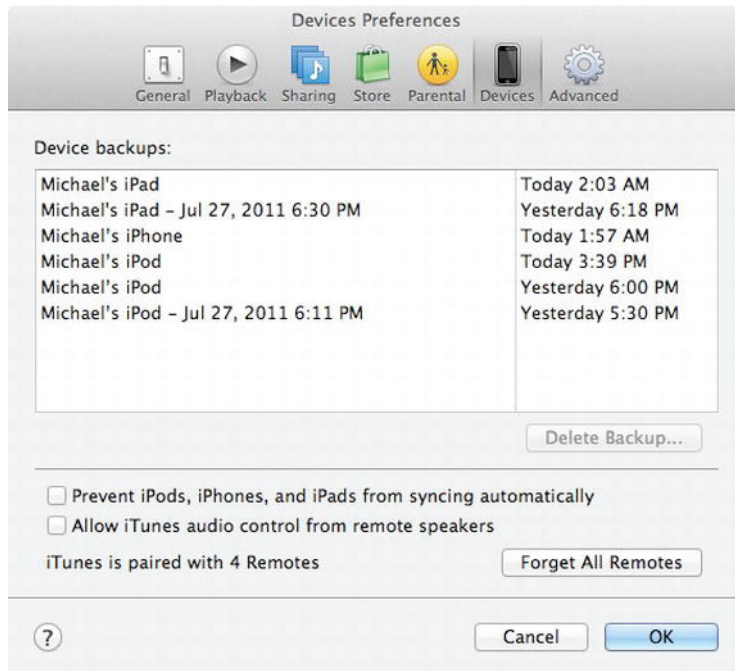 Devices Preferences
General Playback Sharing Store Parental Devices Advanced
Device backups:
Michael's iPad Today 2:03 AM
Michael's iPad – Jul 27, 2011 6:30 PM Yesterday 6:18 PM
Michael's iPhone Today 1:57 AM
Michael's iPod Today 3:39 PM
Michael's iPod Yesterday 6:00 PM
Michael's iPod – Jul 27, 2011 6:11 PM Yesterday 5:30 PM
Delete Backup...
Prevent iPods, iPhones, and iPads from syncing automatically
Allow iTunes audio control from remote speakers
iTunes is paired with 4 Remotes Forget All Remotes
? Cancel OK